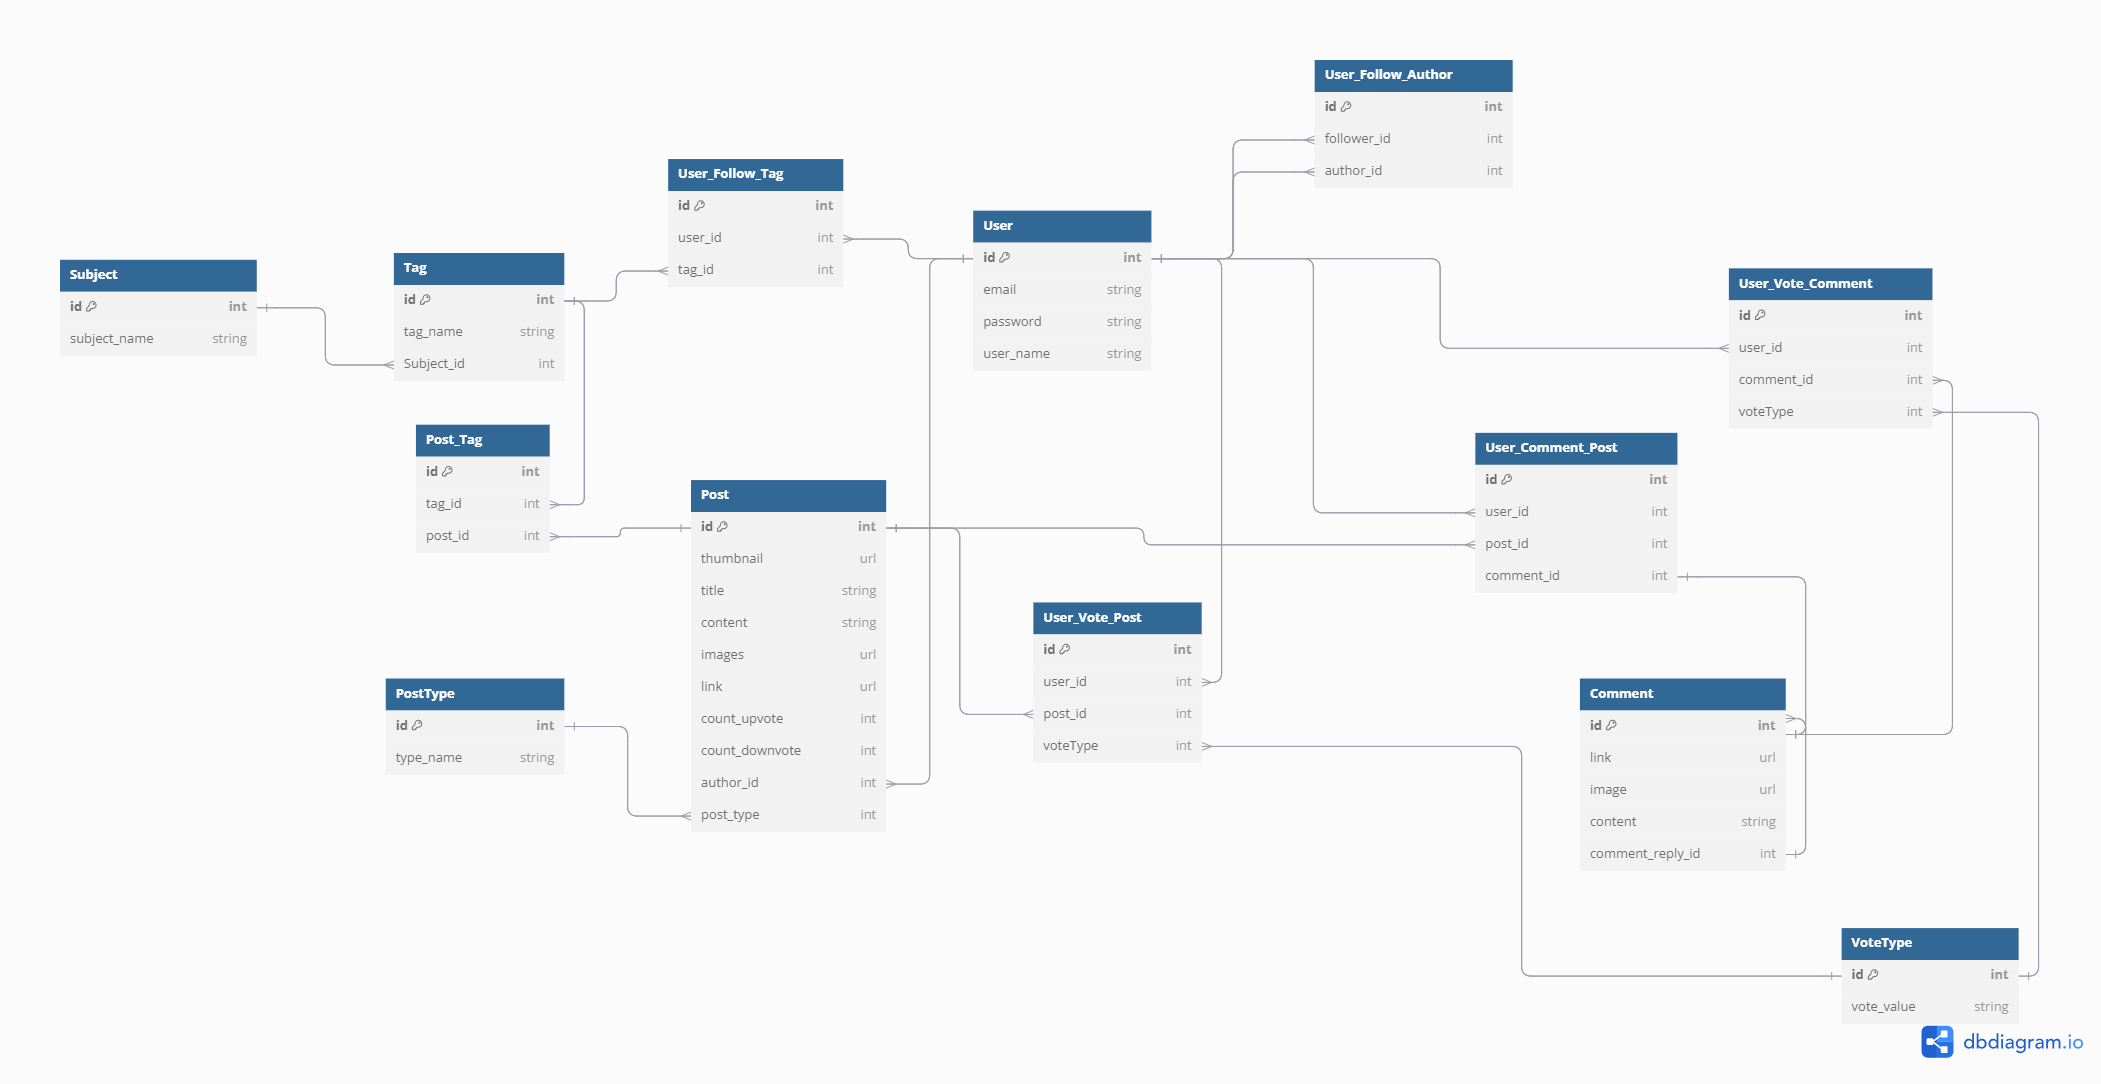 User_Follow_Author
id int
follower_id int
author_id int
User_Follow_Tag
id int
user_id int
tag_id int
User
id int
email string
password string
user_name string
Subject
id int
subject_name string
Tag
id int
tag_name string
Subject_id int
User_Vote_Comment
id int
user_id int
comment_id int
voteType int
Post_Tag
id int
tag_id int
post_id int
User_Comment_Post
id int
user_id int
post_id int
comment_id int
Post
id int
thumbnail url
title string
content string
images url
link url
count_upvote int
count_downvote int
author_id int
post_type int
User_Vote_Post
id int
user_id int
post_id int
voteType int
PostType
id int
type_name string
Comment
id int
link url
image url
content string
comment_reply_id int
VoteType
id int
vote_value string
dbdiagram.io